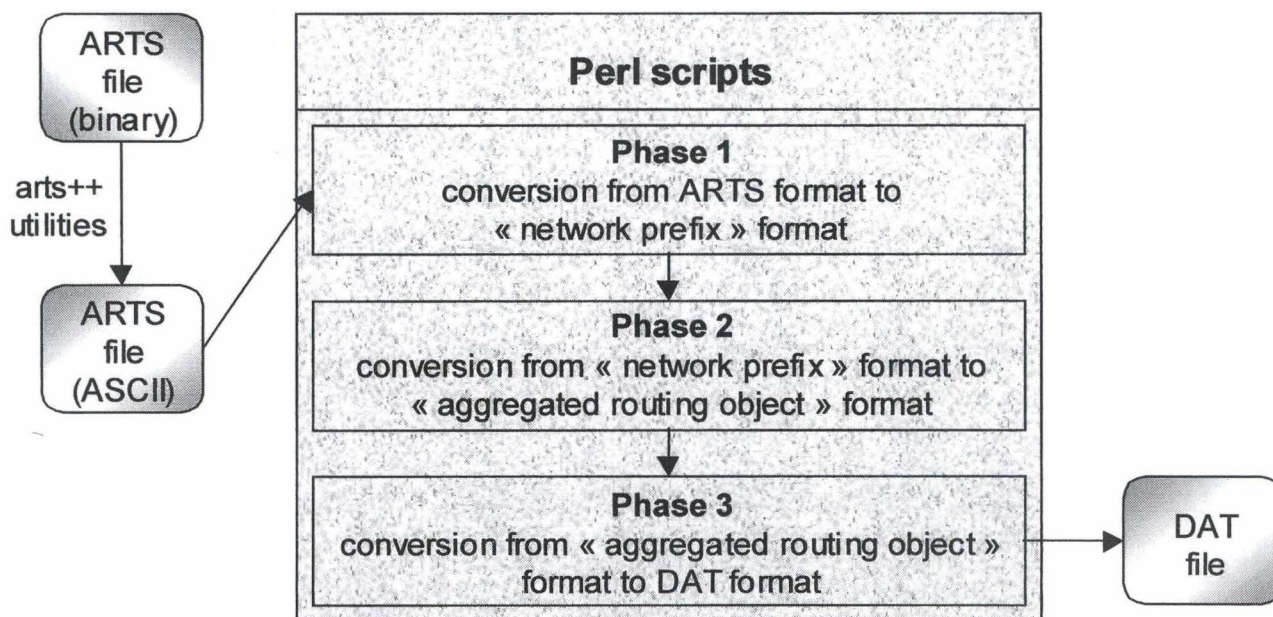 ARTS
file
(binary)
arts++
utilities
ARTS
file
(ASCII)
Perl scripts
Phase 1
conversion from ARTS format to
« network prefix » format
Phase 2
conversion from « network prefix » format to
« aggregated routing object » format
Phase 3
conversion from « aggregated routing object »
format to DAT format
DAT
file